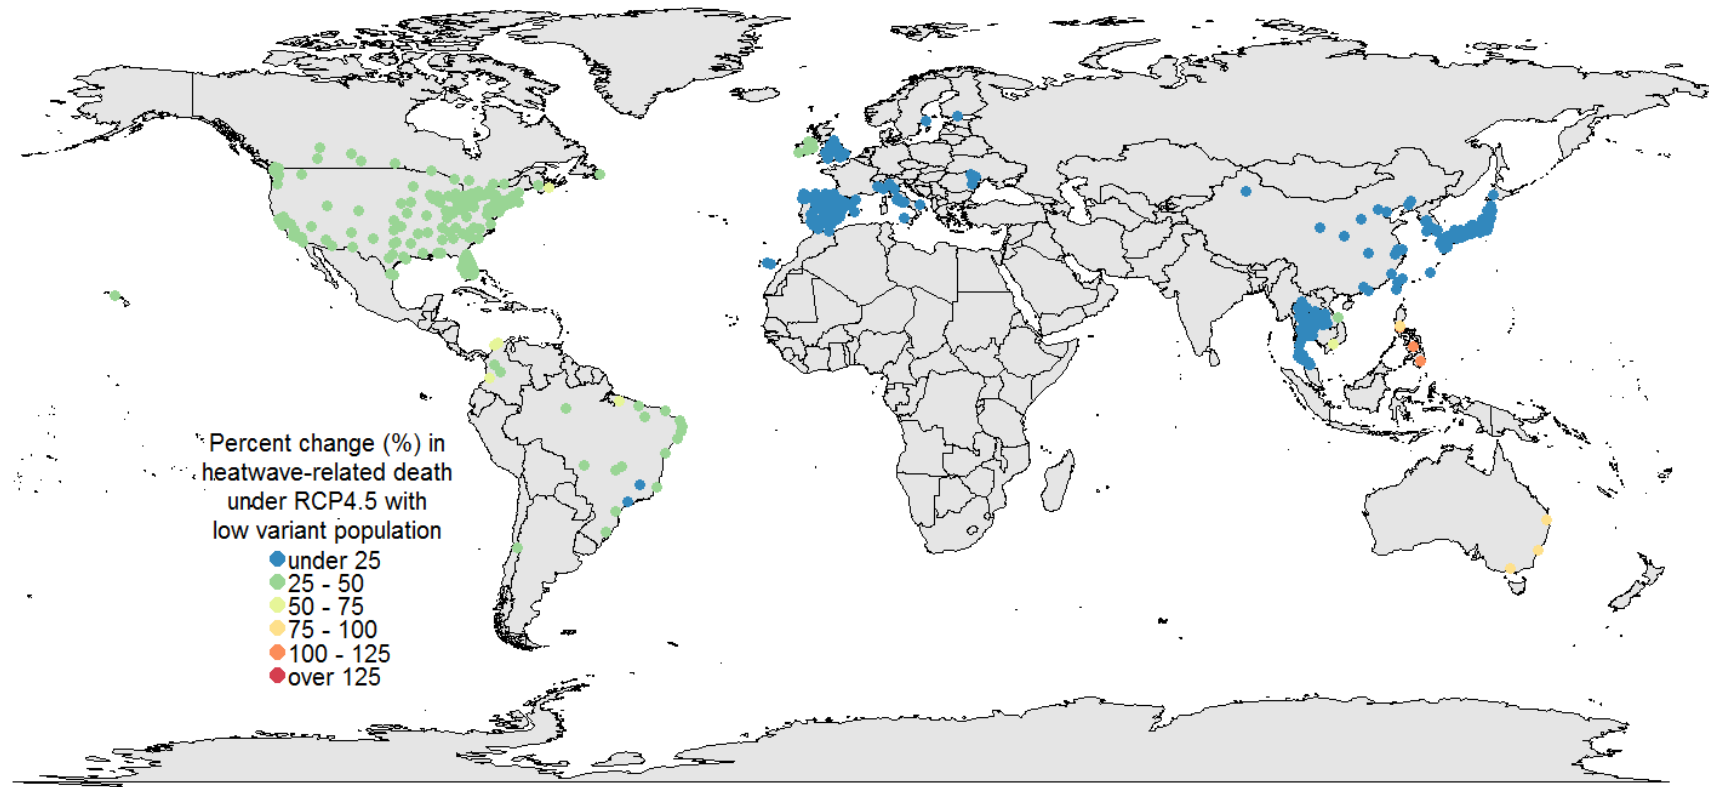 Percent change (%) in
heatwave-related death
under RCP4.5 with
low variant population
under 25
25 - 50
50 - 75
75 - 100
100 - 125
over 125